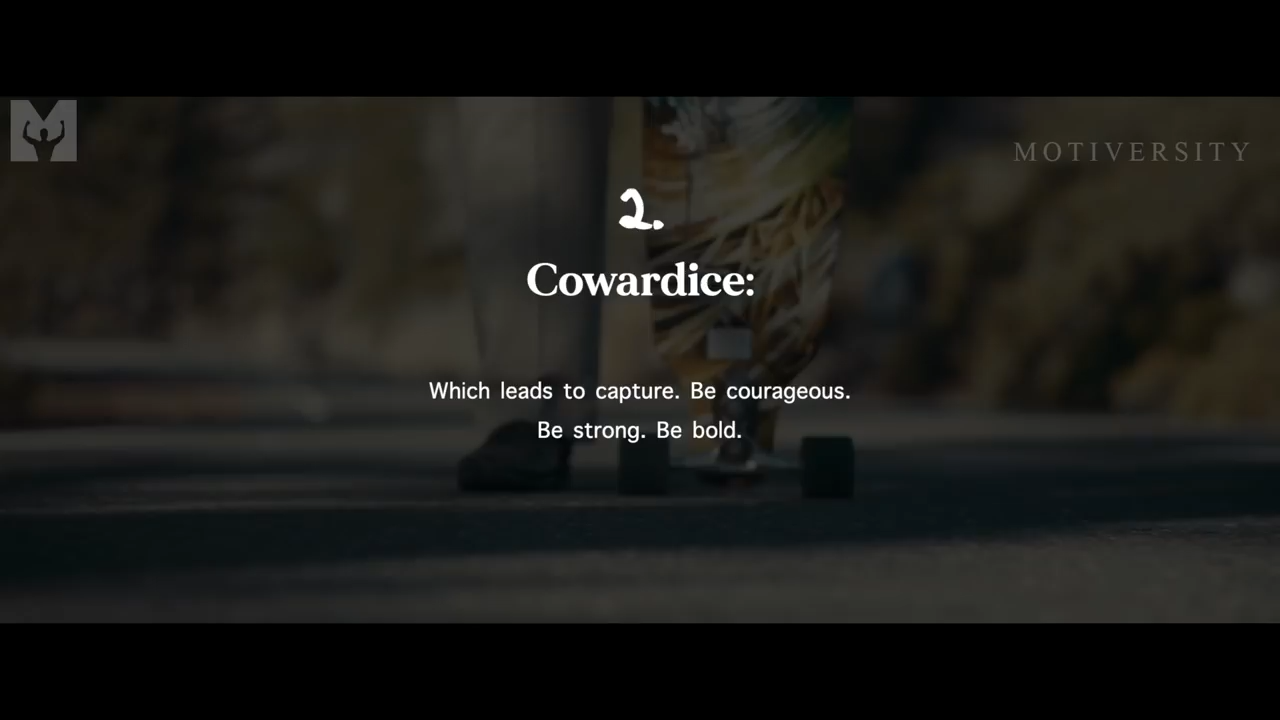 MOTIVERSITY
2.
Cowardice:
Which leads to capture. Be courageous.
Be strong. Be bold.